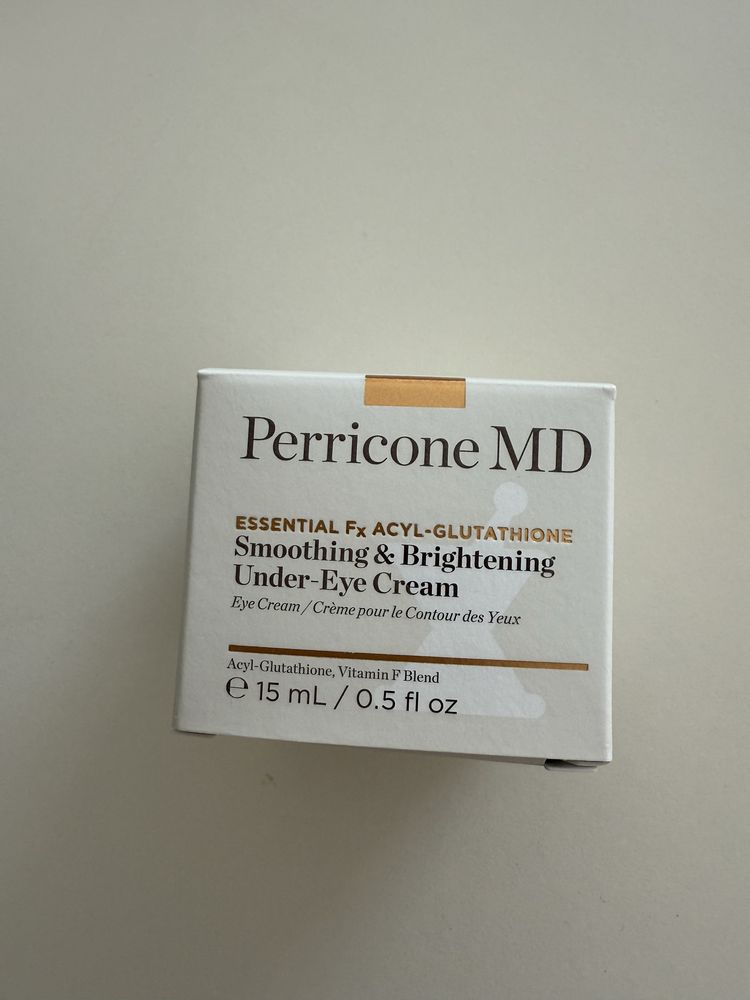 Perricone MD
ESSENTIAL Fx ACYL-GLUTATHIONE
Smoothing & Brightening
Under-Eye Cream
Eye Cream / Crème pour le Contour des Yeux
Acyl-Glutathione, Vitamin F Blend
℮ 15 mL / 0.5 fl oz